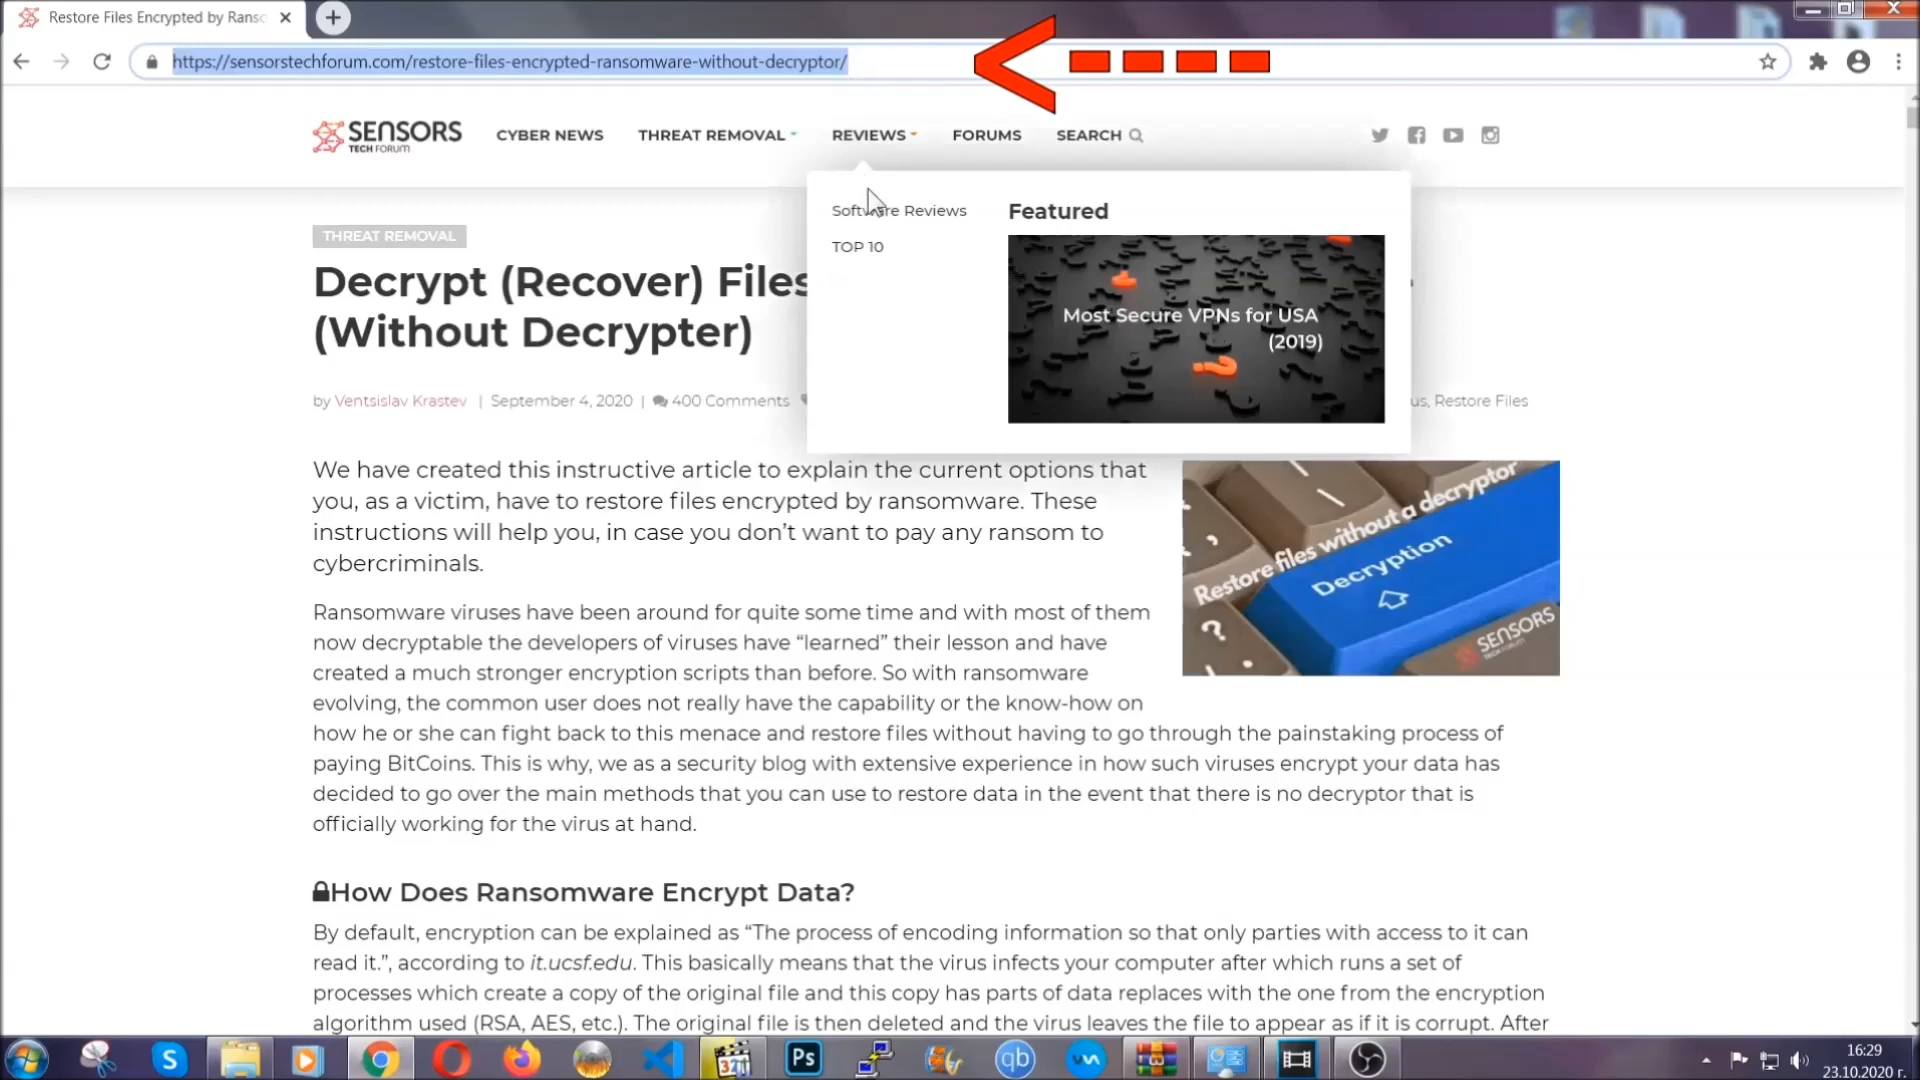 Restore Files Encrypted by Ranso
https://sensorstechforum.com/restore-files-encrypted-ransomware-without-decryptor/
SENSORS
TECH FORUM
CYBER NEWS
THREAT REMOVAL
REVIEWS
FORUMS
SEARCH
Software Reviews
TOP 10
Featured
Most Secure VPNs for USA
(2019)
THREAT REMOVAL
Decrypt (Recover) Files
(Without Decrypter)
by Ventsislav Krastev | September 4, 2020 | 400 Comments
us, Restore Files
We have created this instructive article to explain the current options that
you, as a victim, have to restore files encrypted by ransomware. These
instructions will help you, in case you don’t want to pay any ransom to
cybercriminals.
Restore files without a decryptor
Decryption
?
SENSORS
TECH FORUM
Ransomware viruses have been around for quite some time and with most of them
now decryptable the developers of viruses have “learned” their lesson and have
created a much stronger encryption scripts than before. So with ransomware
evolving, the common user does not really have the capability or the know-how on
how he or she can fight back to this menace and restore files without having to go through the painstaking process of
paying BitCoins. This is why, we as a security blog with extensive experience in how such viruses encrypt your data has
decided to go over the main methods that you can use to restore data in the event that there is no decryptor that is
officially working for the virus at hand.
How Does Ransomware Encrypt Data?
By default, encryption can be explained as “The process of encoding information so that only parties with access to it can
read it.”, according to it.ucsf.edu. This basically means that the virus infects your computer after which runs a set of
processes which create a copy of the original file and this copy has parts of data replaces with the one from the encryption
algorithm used (RSA, AES, etc.). The original file is then deleted and the virus leaves the file to appear as if it is corrupt. After
S
321
Ps
qb
16:29
23.10.2020 г.